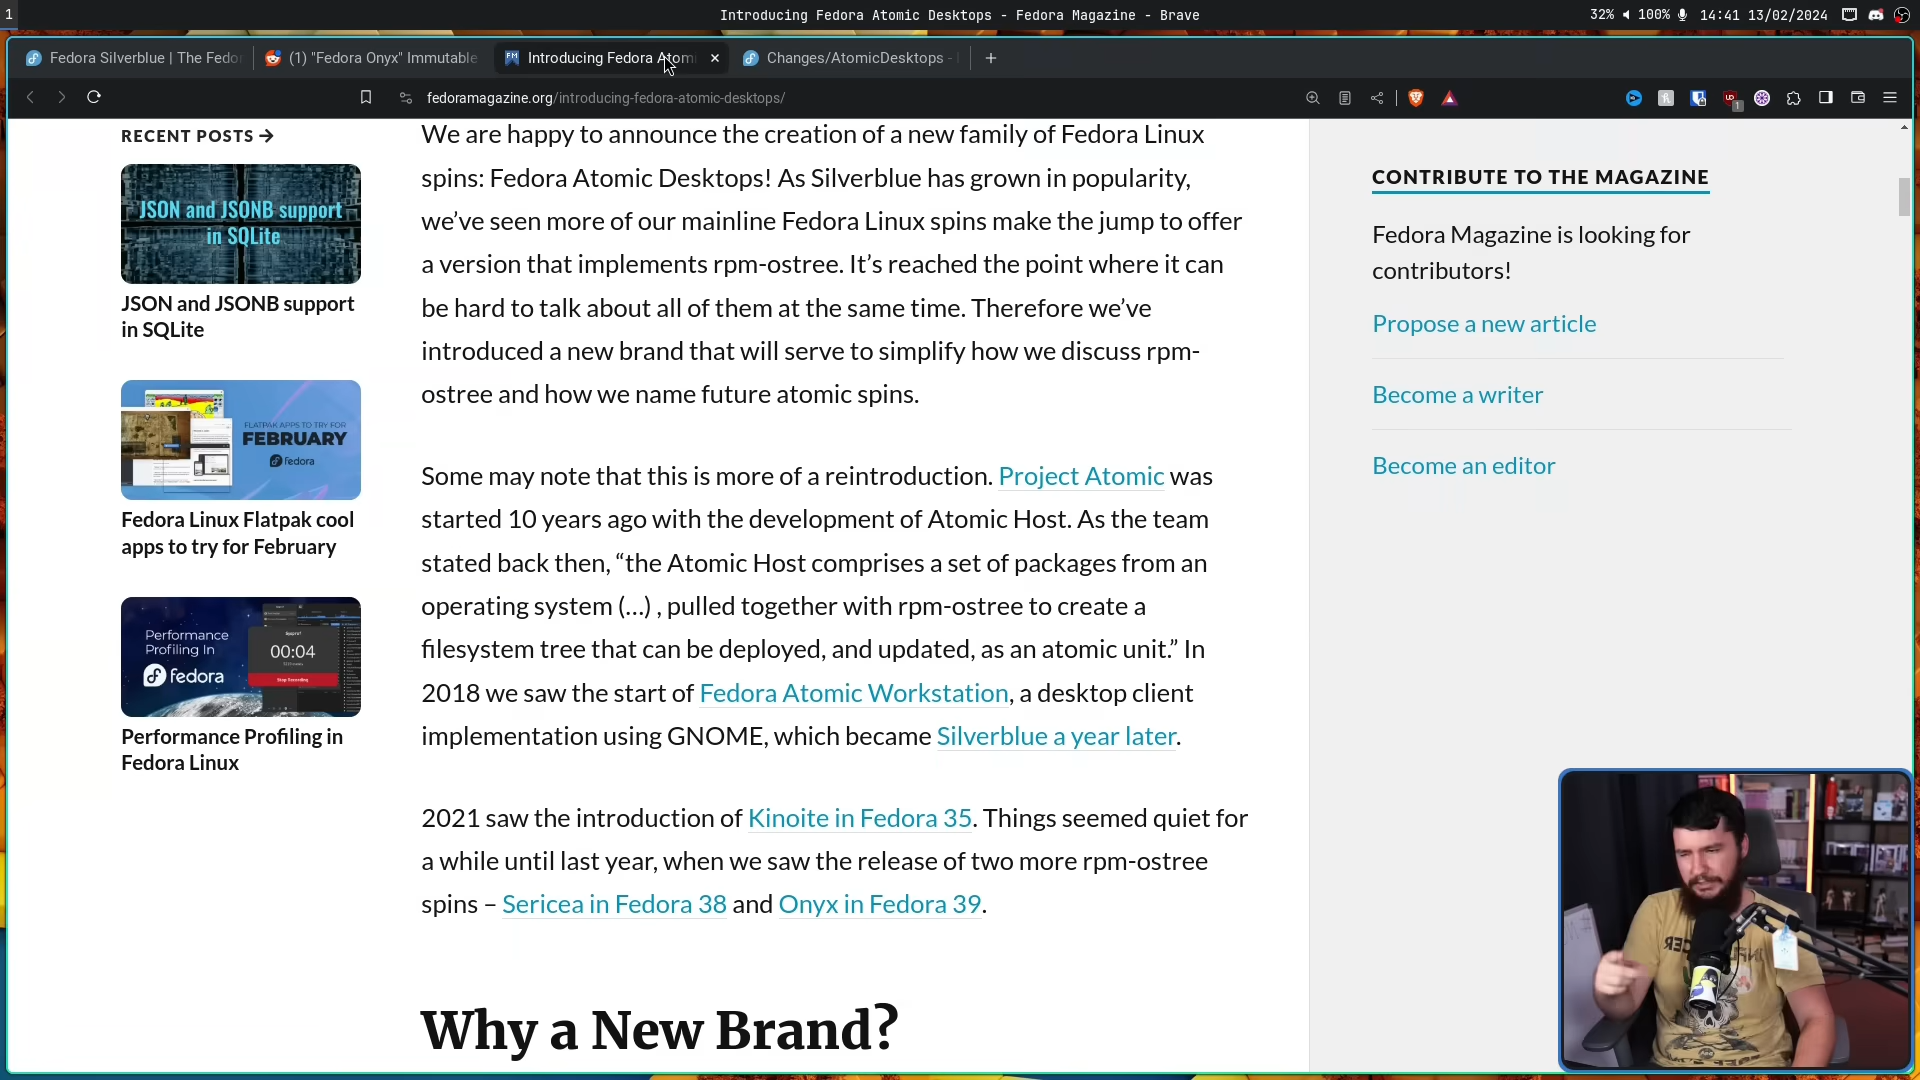 1
Introducing Fedora Atomic Desktops - Fedora Magazine - Brave
32% 100% 14:41 13/02/2024
Fedora Silverblue | The Fedor
(1) "Fedora Onyx" Immutable
Introducing Fedora Atomi
Changes/AtomicDesktops -
fedoramagazine.org/introducing-fedora-atomic-desktops/
RECENT POSTS →
JSON and JSONB support
in SQLite
JSON and JSONB support
in SQLite
FLATPAK APPS TO TRY FOR
FEBRUARY
fedora
Fedora Linux Flatpak cool
apps to try for February
Performance
Profiling In
fedora
Sysprof
00:04
Stop Recording
Performance Profiling in
Fedora Linux
We are happy to announce the creation of a new family of Fedora Linux
spins: Fedora Atomic Desktops! As Silverblue has grown in popularity,
we’ve seen more of our mainline Fedora Linux spins make the jump to offer
a version that implements rpm-ostree. It’s reached the point where it can
be hard to talk about all of them at the same time. Therefore we’ve
introduced a new brand that will serve to simplify how we discuss rpm-
ostree and how we name future atomic spins.
Some may note that this is more of a reintroduction. Project Atomic was
started 10 years ago with the development of Atomic Host. As the team
stated back then, “the Atomic Host comprises a set of packages from an
operating system (…) , pulled together with rpm-ostree to create a
filesystem tree that can be deployed, and updated, as an atomic unit.” In
2018 we saw the start of Fedora Atomic Workstation, a desktop client
implementation using GNOME, which became Silverblue a year later.
2021 saw the introduction of Kinoite in Fedora 35. Things seemed quiet for
a while until last year, when we saw the release of two more rpm-ostree
spins – Sericea in Fedora 38 and Onyx in Fedora 39.
Why a New Brand?
CONTRIBUTE TO THE MAGAZINE
Fedora Magazine is looking for
contributors!
Propose a new article
Become a writer
Become an editor